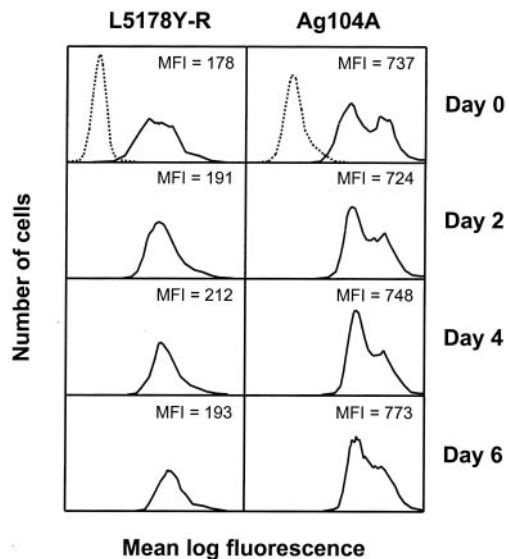 L5178Y-R Ag104A
MFI = 178 MFI = 737 Day 0
MFI = 191 MFI = 724 Day 2
MFI = 212 MFI = 748 Day 4
MFI = 193 MFI = 773 Day 6
Number of cells
Mean log fluorescence